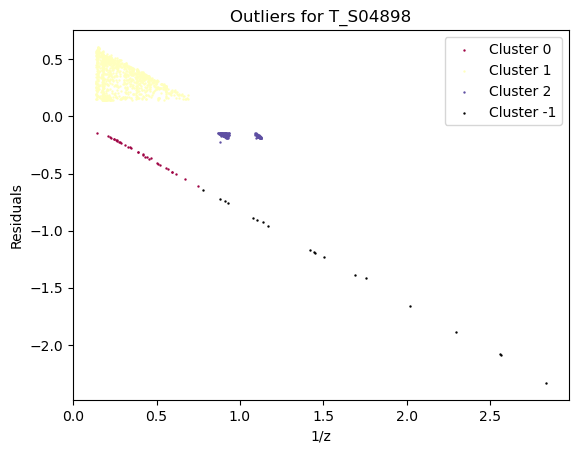 Outliers for T_S04898
Cluster 0
Cluster 1
Cluster 2
Cluster -1
Residuals
0.5
0.0
−0.5
−1.0
−1.5
−2.0
0.0 0.5 1.0 1.5 2.0 2.5
1/z